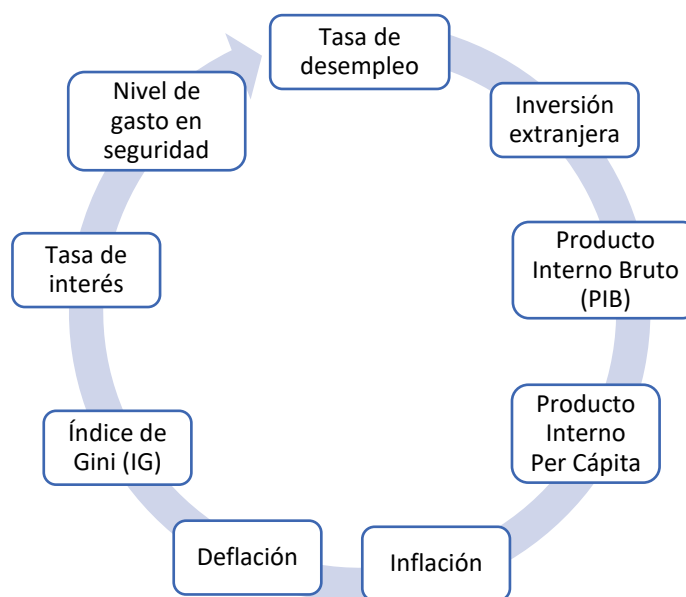 Tasa de
desempleo
Inversión
extranjera
Producto
Interno Bruto
(PIB)
Producto
Interno
Per Cápita
Inflación
Deflación
Índice de
Gini (IG)
Tasa de
interés
Nivel de
gasto en
seguridad